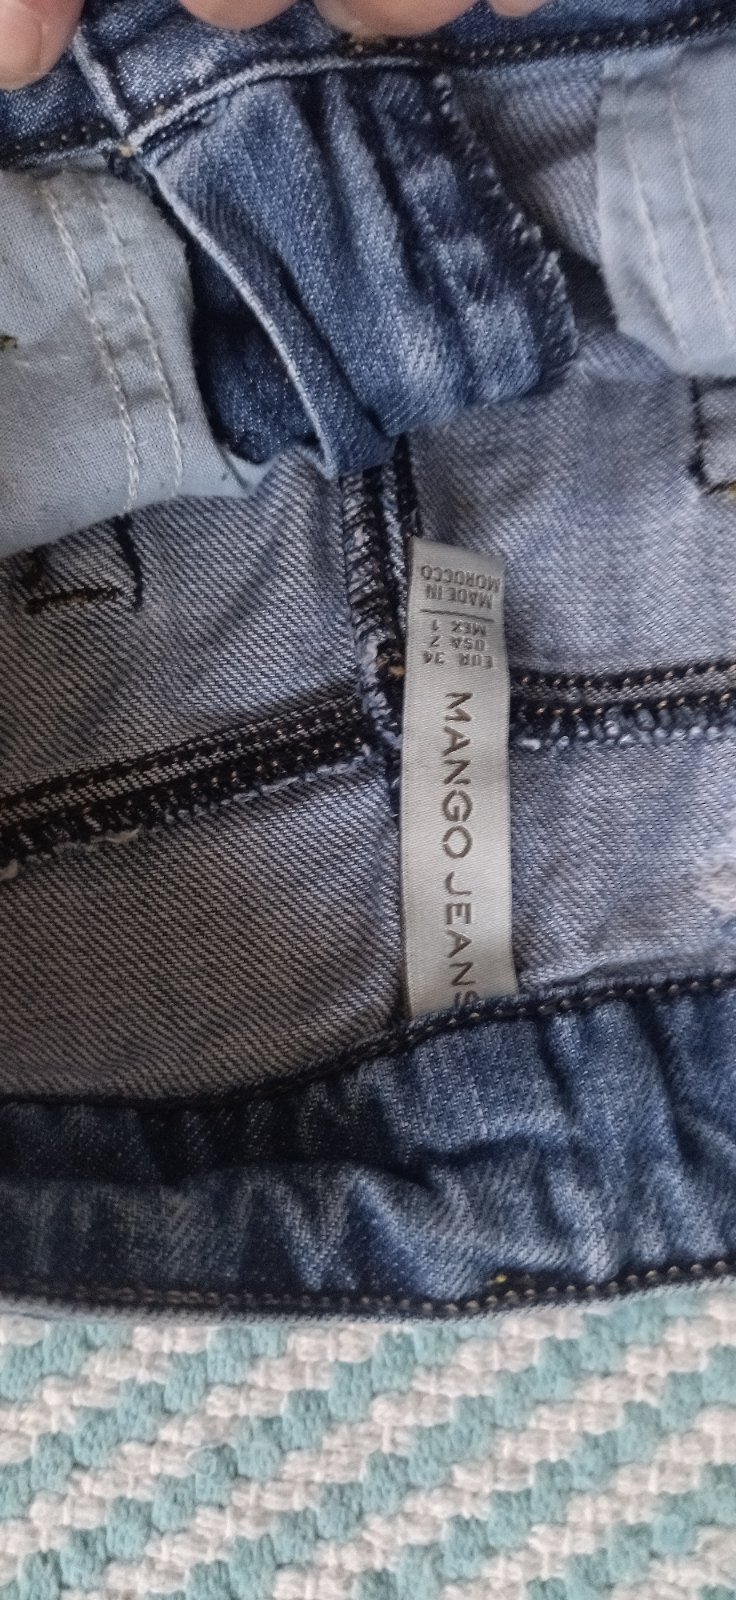 MANGO JEANS
EUR 34
USA 2
MEX 1
MADE IN
MOROCCO